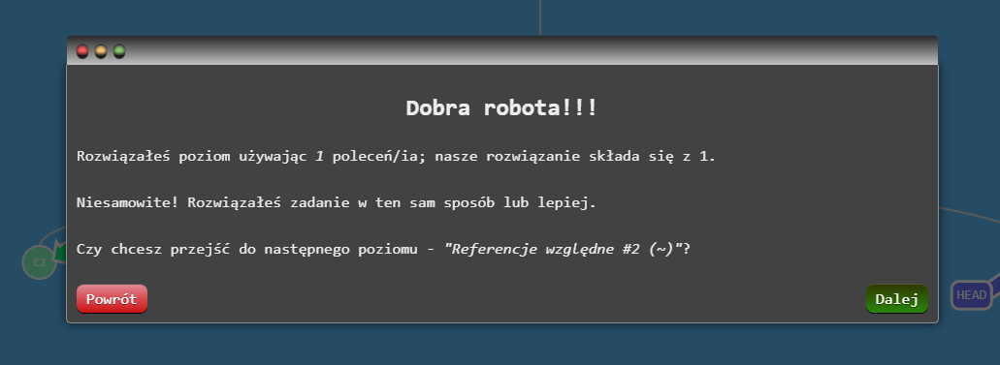 Dobra robota!!!
Rozwiązałeś poziom używając 1 poleceń/ia; nasze rozwiązanie składa się z 1.
Niesamowite! Rozwiązałeś zadanie w ten sam sposób lub lepiej.
Czy chcesz przejść do następnego poziomu - "Referencje względne #2 (~)"?
C2
Powrót
Dalej
HEAD